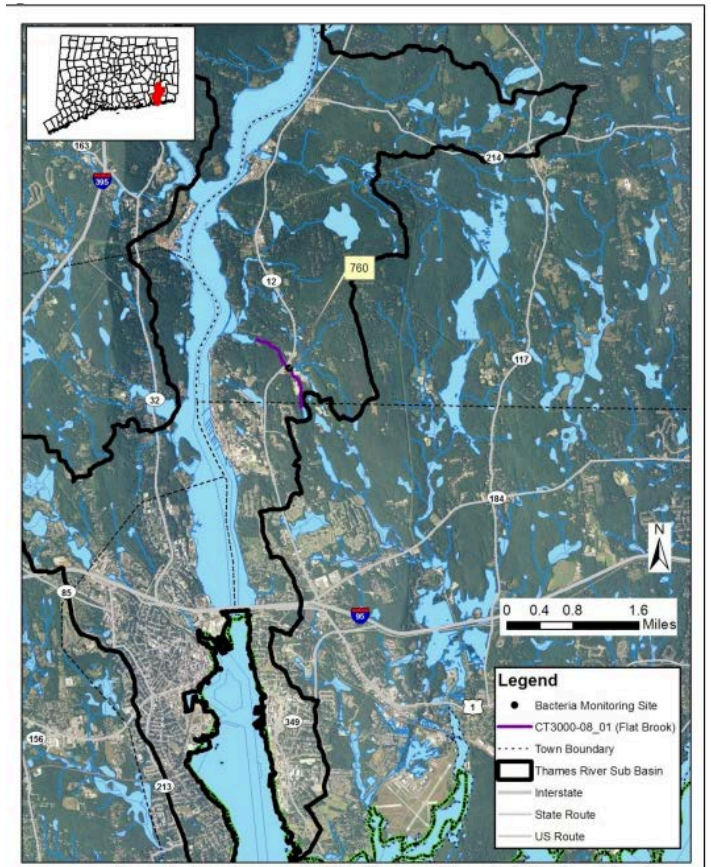 163
395
214
760
12
117
32
184
N
85
0 0.4 0.8 1.6
Miles
95
Legend
Bacteria Monitoring Site
CT3000-08_01 (Flat Brook)
Town Boundary
Thames River Sub Basin
Interstate
State Route
US Route
1
349
156
213